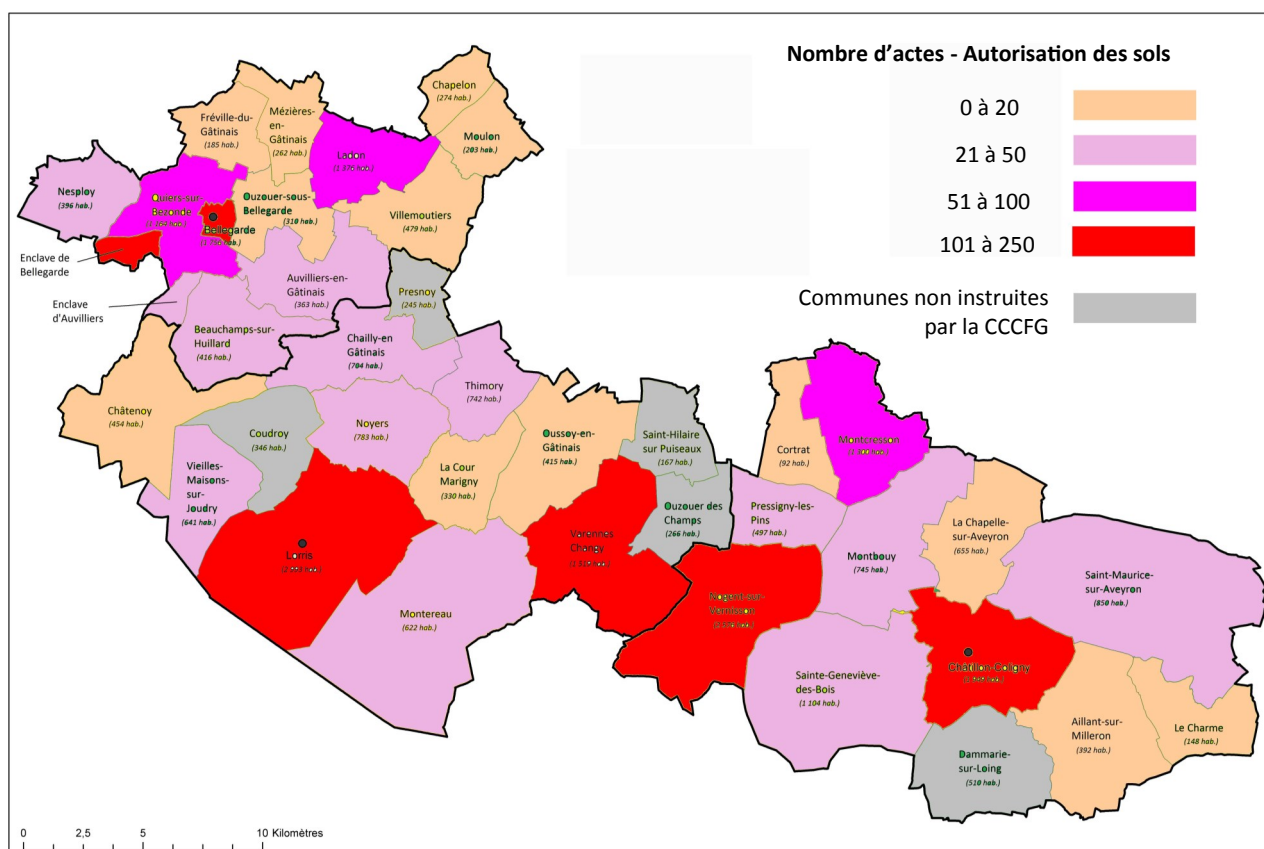 Nombre d'actes - Autorisation des sols
0 à 20
21 à 50
51 à 100
101 à 250
Communes non instruites
par la CCCFG
Chapelon
(274 hab.)
Moulon
(203 hab.)
Fréville-du-
Gâtinais
(185 hab.)
Mézières-
en-
Gâtinais
(262 hab.)
Ladon
(1 376 hab.)
Nesploy
(396 hab.)
Quiers-sur-
Bezonde
Ouzouer-sous-
Bellegarde
(310 hab.)
Bellegarde
Villemoutiers
(479 hab.)
Enclave de
Bellegarde
Enclave
d'Auvilliers
Auvilliers-en-
Gâtinais
(363 hab.)
Presnoy
(245 hab.)
Beauchamps-sur-
Huillard
(416 hab.)
Chailly-en
Gâtinais
(704 hab.)
Thimory
(742 hab.)
Châtenoy
(454 hab.)
Coudroy
(346 hab.)
Noyers
(783 hab.)
Oussoy-en-
Gâtinais
(415 hab.)
Saint-Hilaire
sur Puiseaux
(167 hab.)
Cortrat
(92 hab.)
Montcresson
Vieilles-
Maisons-
sur-
Joudry
(641 hab.)
La Cour
Marigny
(330 hab.)
Ouzouer des
Champs
(266 hab.)
Pressigny-les-
Pins
(497 hab.)
La Chapelle-
sur-Aveyron
(655 hab.)
Lorris
Varennes
Changy
Montbouy
(745 hab.)
Saint-Maurice-
sur-Aveyron
(850 hab.)
Montereau
(622 hab.)
Nogent-sur-
Vernisson
Sainte-Geneviève-
des-Bois
(1 104 hab.)
Châtillon-Coligny
Aillant-sur-
Milleron
(392 hab.)
Le Charme
(148 hab.)
Dammarie-
sur-Loing
(510 hab.)
0 2,5 5 10 Kilomètres